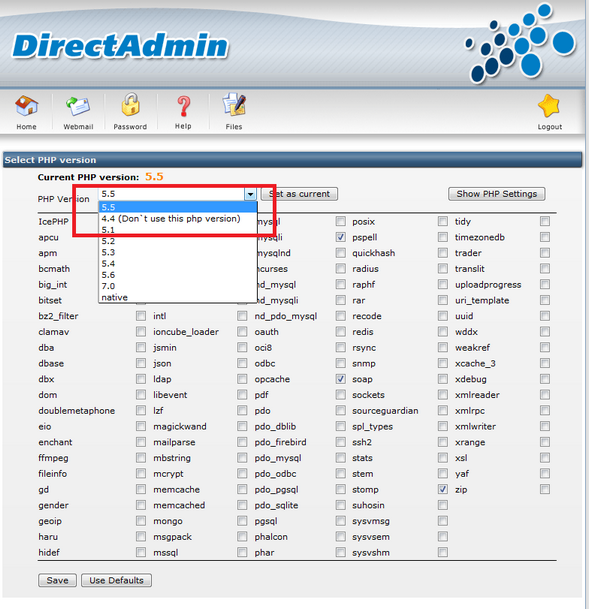 DirectAdmin
Home Webmail Password Help Files Logout
Select PHP version
Current PHP version: 5.5
PHP Version 5.5 Set as current Show PHP Settings
5.5
4.4 (Don`t use this php version)
5.1
5.2
5.3
5.4
5.6
7.0
native
IcePHP mysql posix tidy
apcu mysqli pspell timezonedb
apm mysqlnd quickhash trader
bcmath ncurses radius translit
big_int nd_mysql raphf uploadprogress
bitset nd_mysqli rar uri_template
bz2_filter intl nd_pdo_mysql recode uuid
clamav ioncube_loader oauth redis wddx
dba jsmin oci8 rsync weakref
dbase json odbc snmp xcache_3
dbx ldap opcache soap xdebug
dom libevent pdf sockets xmlreader
doublemetaphone lzf pdo sourceguardian xmlrpc
eio magickwand pdo_dblib spl_types xmlwriter
enchant mailparse pdo_firebird ssh2 xrange
ffmpeg mbstring pdo_mysql stats xsl
fileinfo mcrypt pdo_odbc stem yaf
gd memcache pdo_pgsql stomp zip
gender memcached pdo_sqlite suhosin
geoip mongo pgsql sysvmsg
haru msgpack phalcon sysvsem
hidef mssql phar sysvshm
Save Use Defaults